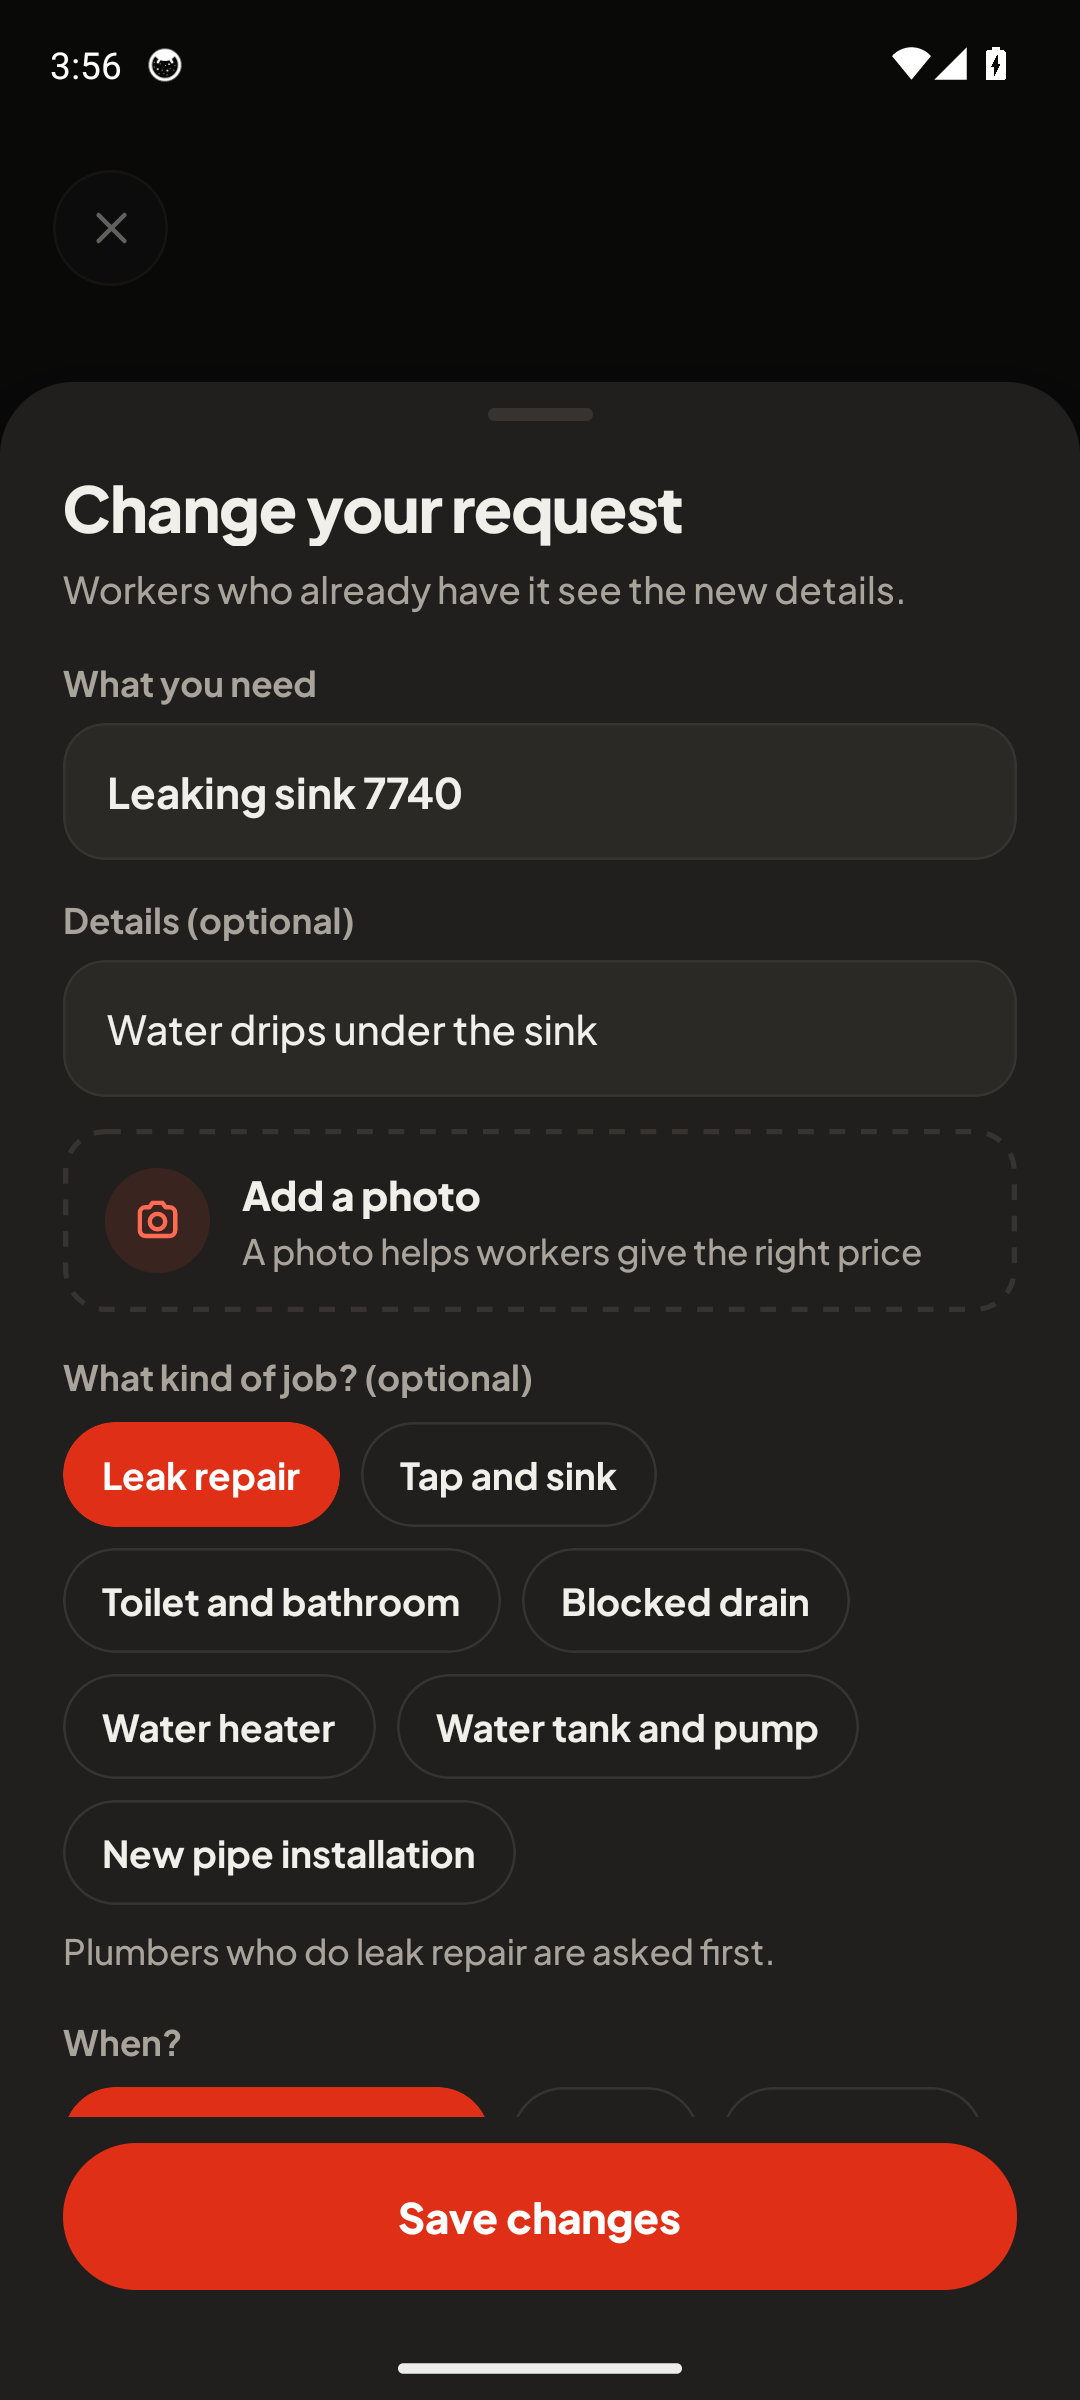 3:56
Change your request
Workers who already have it see the new details.
What you need
Leaking sink 7740
Details (optional)
Water drips under the sink
Add a photo
A photo helps workers give the right price
What kind of job? (optional)
Leak repair
Tap and sink
Toilet and bathroom
Blocked drain
Water heater
Water tank and pump
New pipe installation
Plumbers who do leak repair are asked first.
When?
Save changes